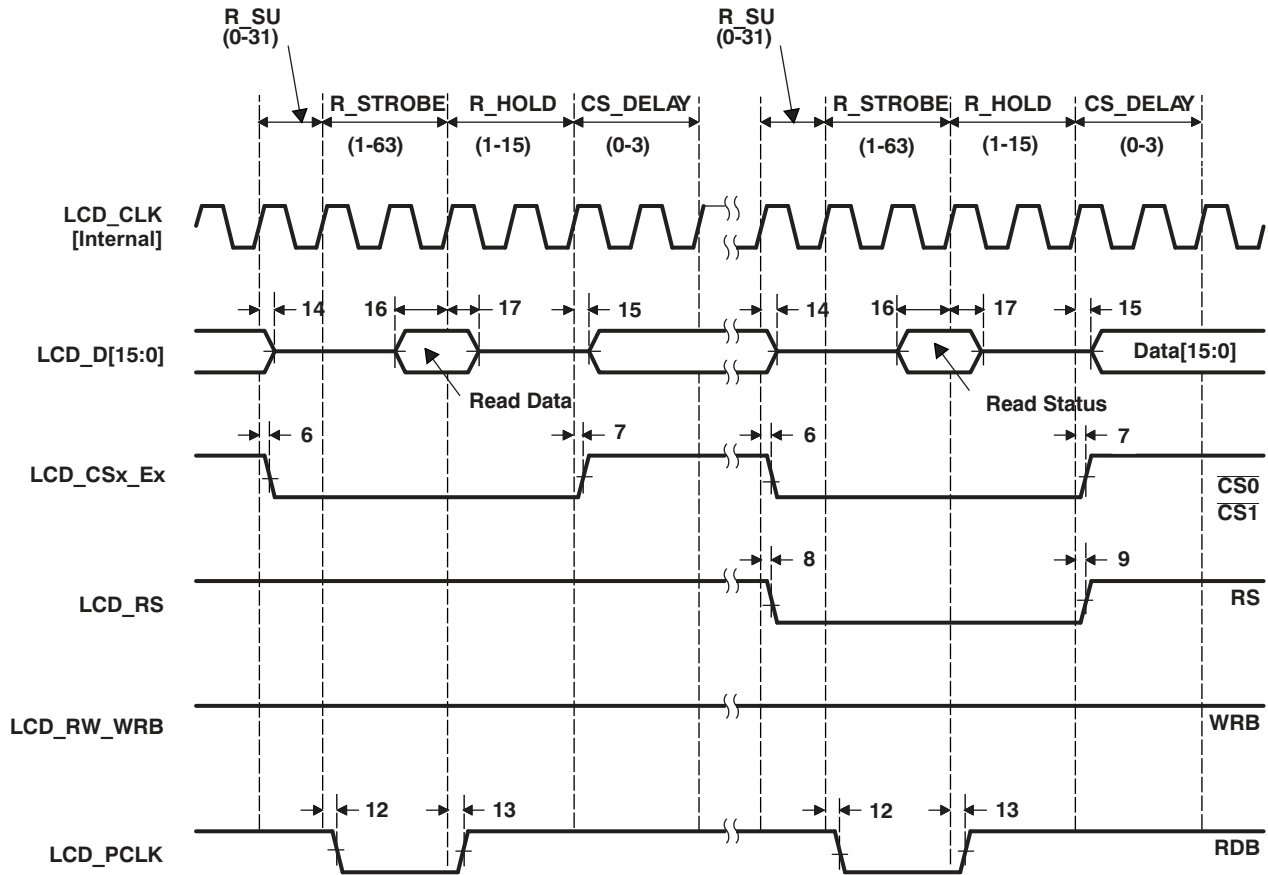 R_SU
(0-31)
R_SU
(0-31)
R_STROBE R_HOLD CS_DELAY
(1-63) (1-15) (0-3)
R_STROBE R_HOLD CS_DELAY
(1-63) (1-15) (0-3)
LCD_CLK
[Internal]
14 16 17 15 14 16 17 15
LCD_D[15:0]
Data[15:0]
Read Data
Read Status
6 7 6 7
LCD_CSx_Ex
CS0
CS1
8 9
LCD_RS
RS
LCD_RW_WRB
WRB
12 13 12 13
LCD_PCLK
RDB